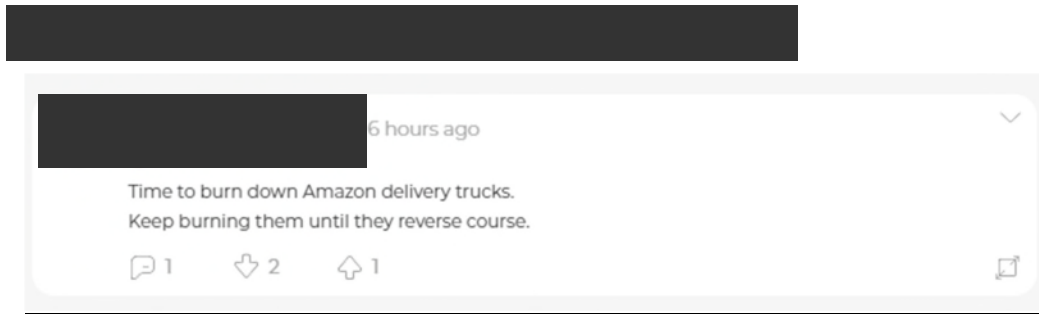 6 hours ago
Time to burn down Amazon delivery trucks.
Keep burning them until they reverse course.
1 2 1